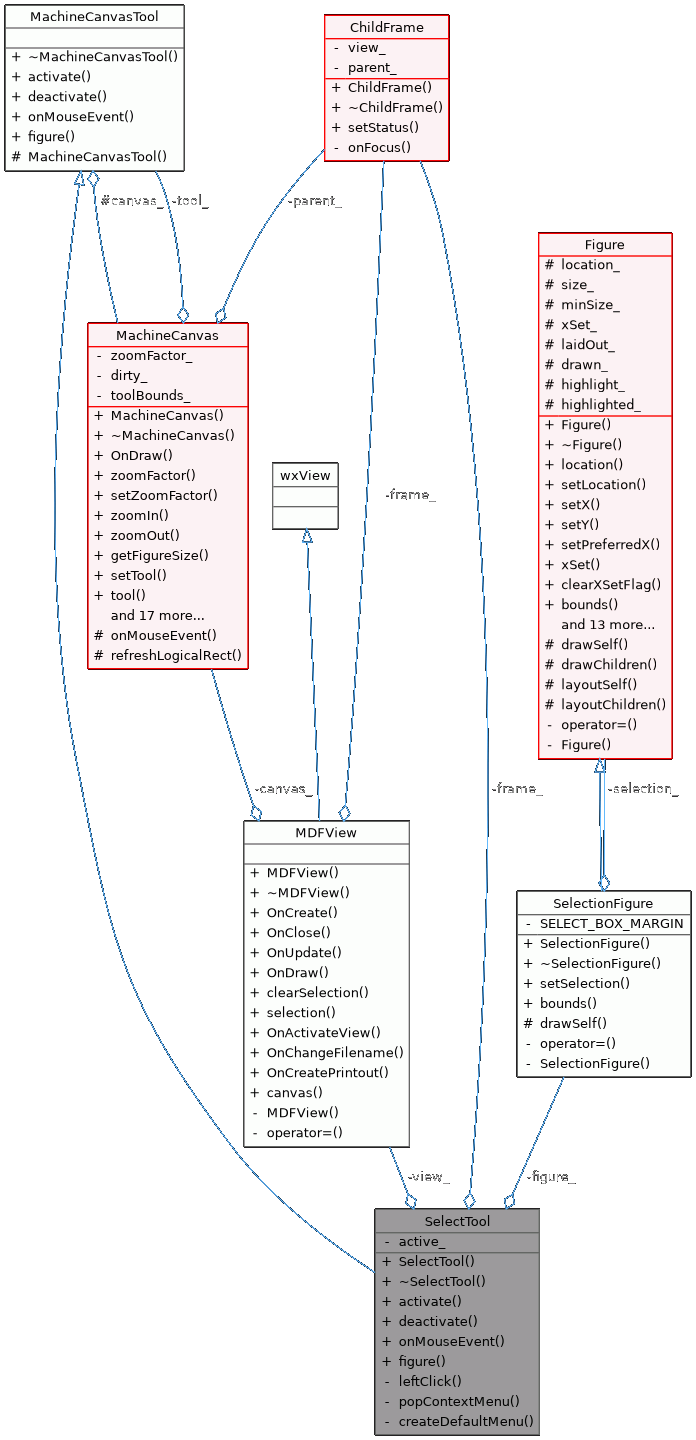 MachineCanvasTool
+ ~MachineCanvasTool()
+ activate()
+ deactivate()
+ onMouseEvent()
+ figure()
# MachineCanvasTool()
ChildFrame
- view_
- parent_
+ ChildFrame()
+ ~ChildFrame()
+ setStatus()
- onFocus()
#canvas_
-tool_
-parent_
Figure
# location_
# size_
# minSize_
# xSet_
# laidOut_
# drawn_
# highlight_
# highlighted_
+ Figure()
+ ~Figure()
+ location()
+ setLocation()
+ setX()
+ setY()
+ setPreferredX()
+ xSet()
+ clearXSetFlag()
+ bounds()
and 13 more...
# drawSelf()
# drawChildren()
# layoutSelf()
# layoutChildren()
- operator=()
- Figure()
MachineCanvas
- zoomFactor_
- dirty_
- toolBounds_
+ MachineCanvas()
+ ~MachineCanvas()
+ OnDraw()
+ zoomFactor()
+ setZoomFactor()
+ zoomIn()
+ zoomOut()
+ getFigureSize()
+ setTool()
+ tool()
and 17 more...
# onMouseEvent()
# refreshLogicalRect()
wxView
-frame_
-canvas_
-frame_
-selection_
MDFView
+ MDFView()
+ ~MDFView()
+ OnCreate()
+ OnClose()
+ OnUpdate()
+ OnDraw()
+ clearSelection()
+ selection()
+ OnActivateView()
+ OnChangeFilename()
+ OnCreatePrintout()
+ canvas()
- MDFView()
- operator=()
SelectionFigure
- SELECT_BOX_MARGIN
+ SelectionFigure()
+ ~SelectionFigure()
+ setSelection()
+ bounds()
# drawSelf()
- operator=()
- SelectionFigure()
-view_
-figure_
SelectTool
- active_
+ SelectTool()
+ ~SelectTool()
+ activate()
+ deactivate()
+ onMouseEvent()
+ figure()
- leftClick()
- popContextMenu()
- createDefaultMenu()